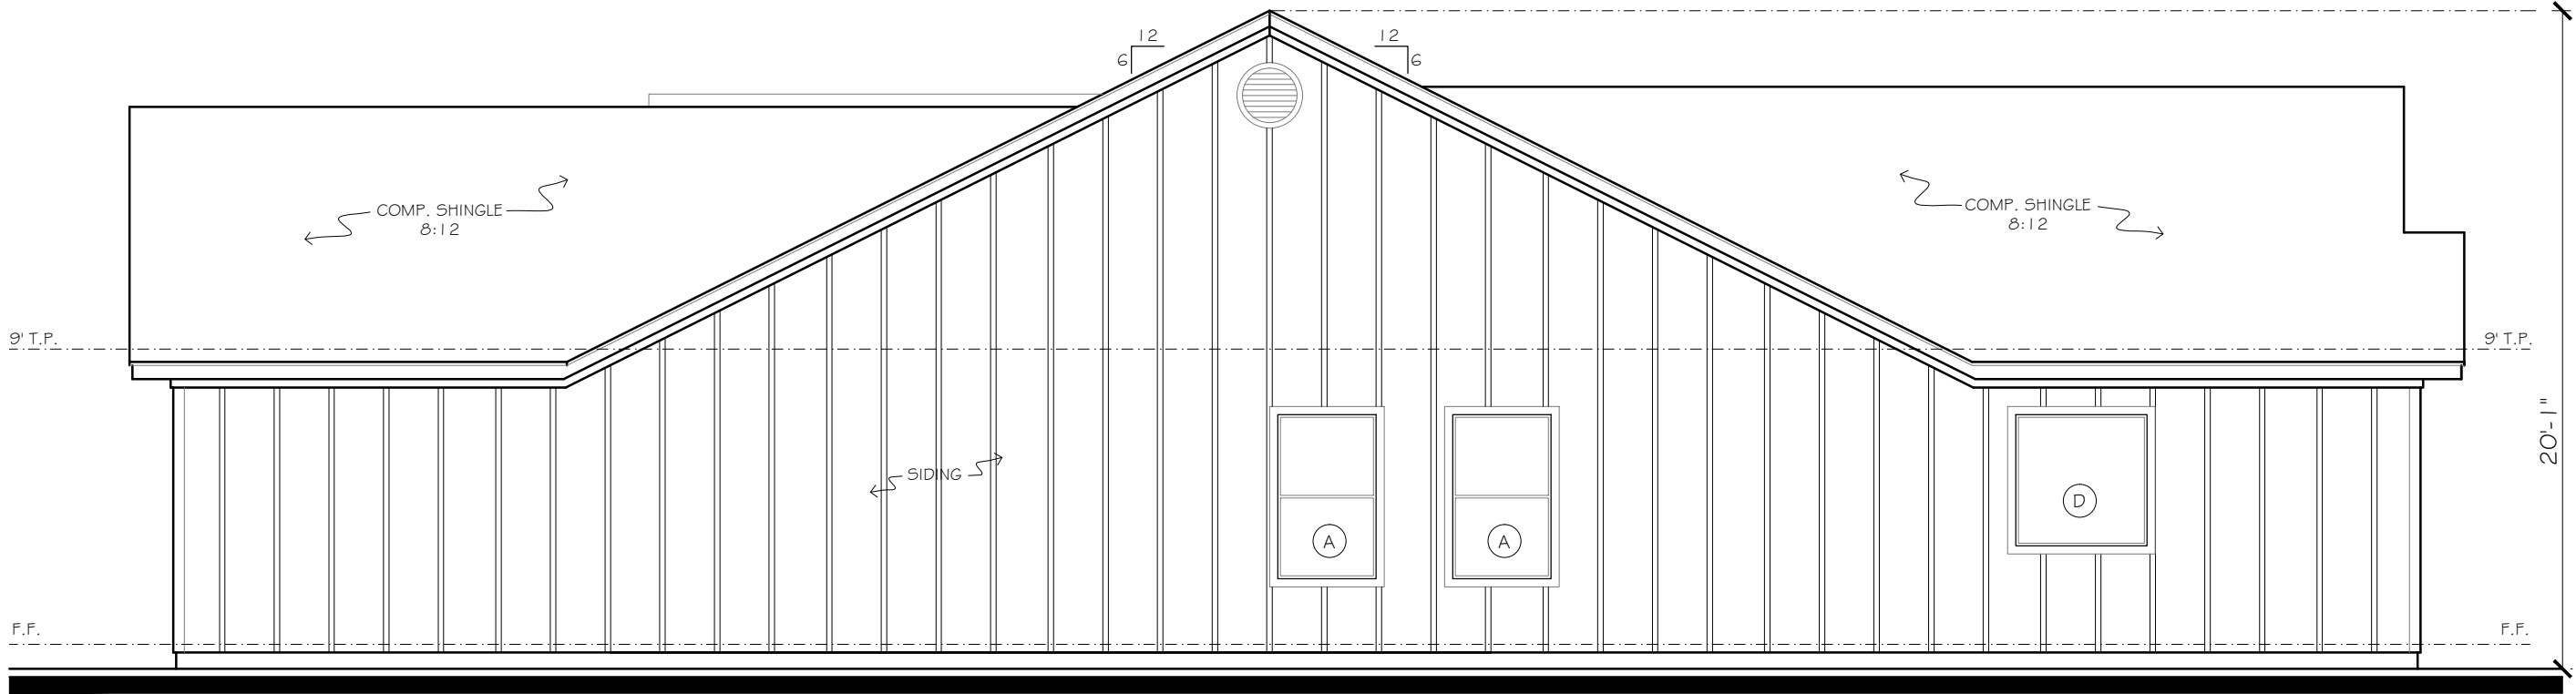 12
6
12
6
COMP. SHINGLE
8:12
COMP. SHINGLE
8:12
9' T.P.
9' T.P.
20'-1"
SIDING
A
A
D
F.F.
F.F.